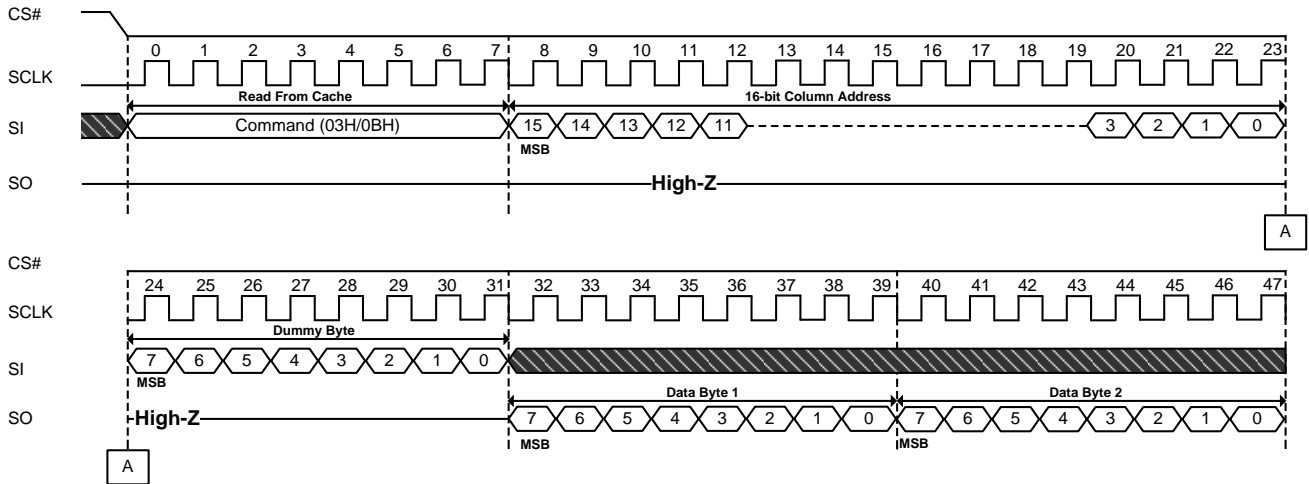 CS#
0 1 2 3 4 5 6 7 8 9 10 11 12 13 14 15 16 17 18 19 20 21 22 23
SCLK
Read From Cache 16-bit Column Address
SI Command (03H/0BH) 15 14 13 12 11 3 2 1 0
MSB
SO High-Z
A
CS#
24 25 26 27 28 29 30 31 32 33 34 35 36 37 38 39 40 41 42 43 44 45 46 47
SCLK
Dummy Byte
SI 7 6 5 4 3 2 1 0
MSB
Data Byte 1 Data Byte 2
SO High-Z 7 6 5 4 3 2 1 0 7 6 5 4 3 2 1 0
MSB MSB
A